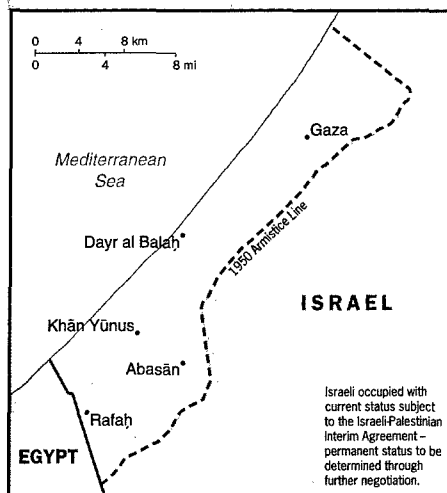 0 4 8 km
0 4 8 mi
Gaza
Mediterranean
Sea
Dayr al Balaḩ
1950 Armistice Line
ISRAEL
Khān Yūnus
Abasān
Rafaḩ
EGYPT
Israeli occupied with
current status subject
to the Israeli-Palestinian
Interim Agreement –
permanent status to be
determined through
further negotiation.